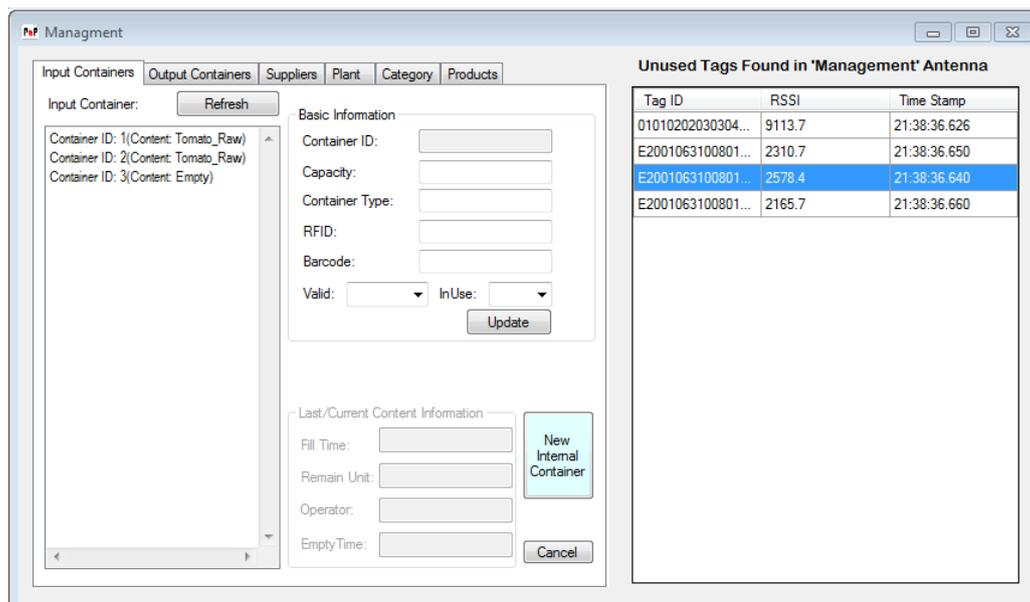 PnP Managment
Input Containers Output Containers Suppliers Plant Category Products
Input Container: Refresh
Container ID: 1(Content: Tomato_Raw)
Container ID: 2(Content: Tomato_Raw)
Container ID: 3(Content: Empty)
Basic Information
Container ID:
Capacity:
Container Type:
RFID:
Barcode:
Valid: InUse:
Update
Last/Current Content Information
Fill Time:
Remain Unit:
Operator:
EmptyTime:
New
Internal
Container
Cancel
Unused Tags Found in 'Management' Antenna
Tag ID RSSI Time Stamp
01010202030304... 9113.7 21:38:36.626
E2001063100801... 2310.7 21:38:36.650
E2001063100801... 2578.4 21:38:36.640
E2001063100801... 2165.7 21:38:36.660